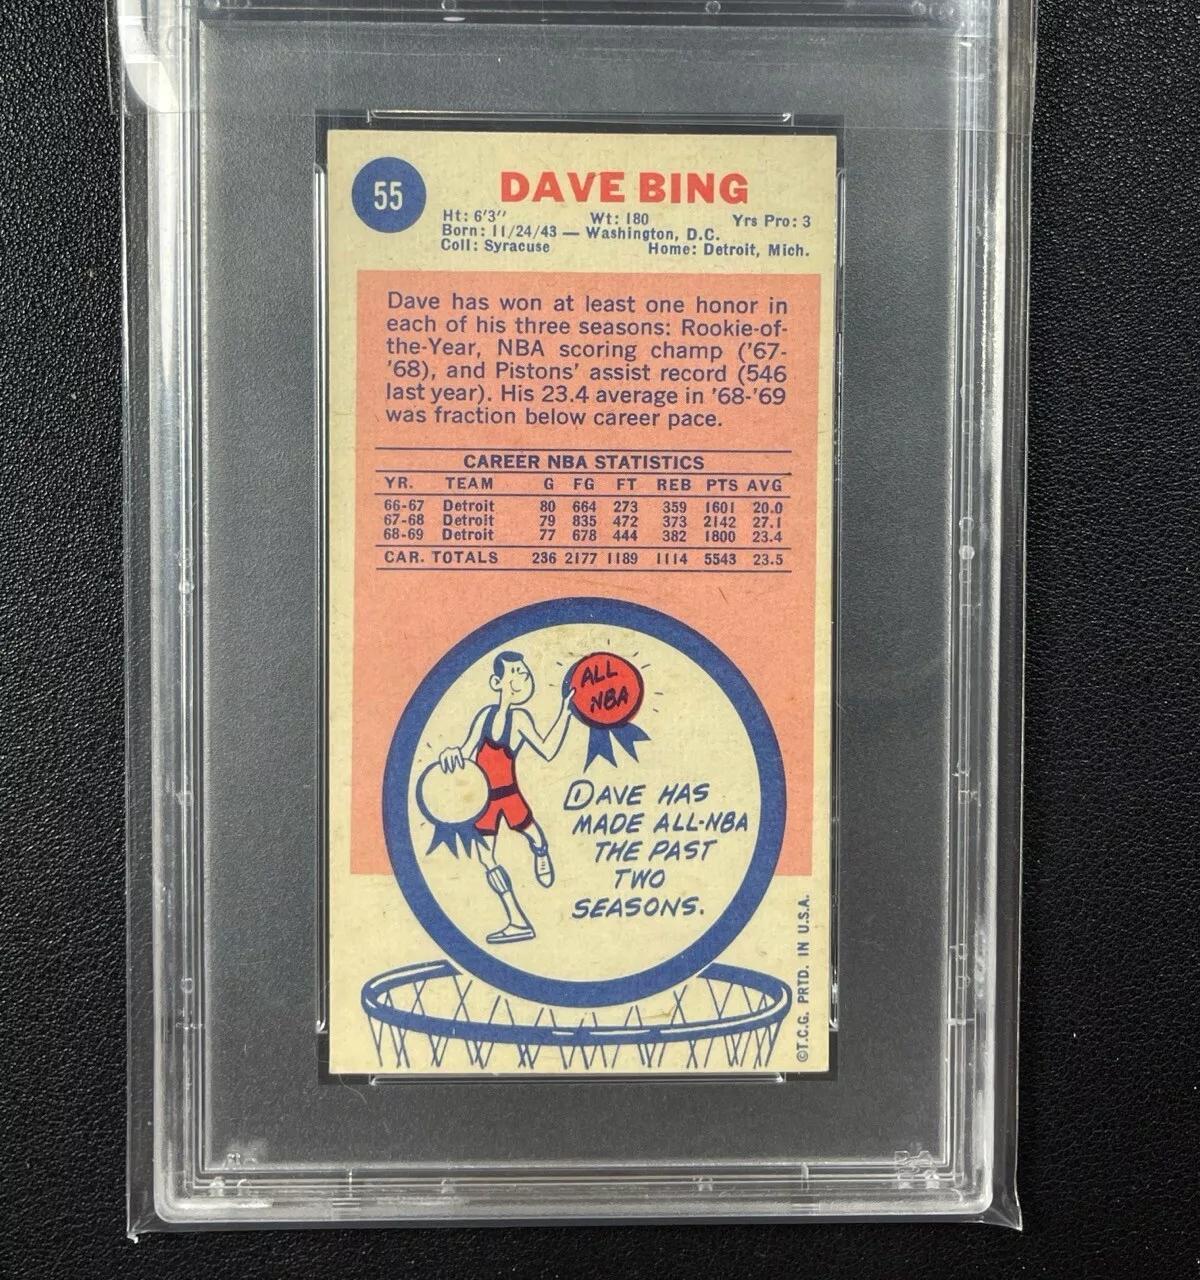 55
DAVE BING
Ht: 6'3" Wt: 180 Yrs Pro: 3
Born: 11/24/43 — Washington, D.C.
Coll: Syracuse Home: Detroit, Mich.
Dave has won at least one honor in
each of his three seasons: Rookie-of-
the-Year, NBA scoring champ ('67-
'68), and Pistons' assist record (546
last year). His 23.4 average in '68-'69
was fraction below career pace.
CAREER NBA STATISTICS
YR. TEAM G FG FT REB PTS AVG
66-67 Detroit 80 664 273 359 1601 20.0
67-68 Detroit 79 835 472 373 2142 27.1
68-69 Detroit 77 678 444 382 1800 23.4
CAR. TOTALS 236 2177 1189 1114 5543 23.5
ALL
NBA
DAVE HAS
MADE ALL-NBA
THE PAST
TWO
SEASONS.
©T.C.G. PRTD. IN U.S.A.